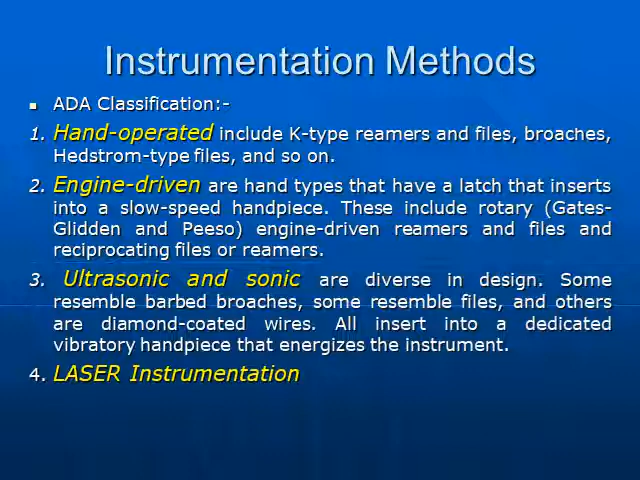 Instrumentation Methods
ADA Classification:-
1. Hand-operated include K-type reamers and files, broaches,
Hedstrom-type files, and so on.
2. Engine-driven are hand types that have a latch that inserts
into a slow-speed handpiece. These include rotary (Gates-
Glidden and Peeso) engine-driven reamers and files and
reciprocating files or reamers.
3. Ultrasonic and sonic are diverse in design. Some
resemble barbed broaches, some resemble files, and others
are diamond-coated wires. All insert into a dedicated
vibratory handpiece that energizes the instrument.
4. LASER Instrumentation